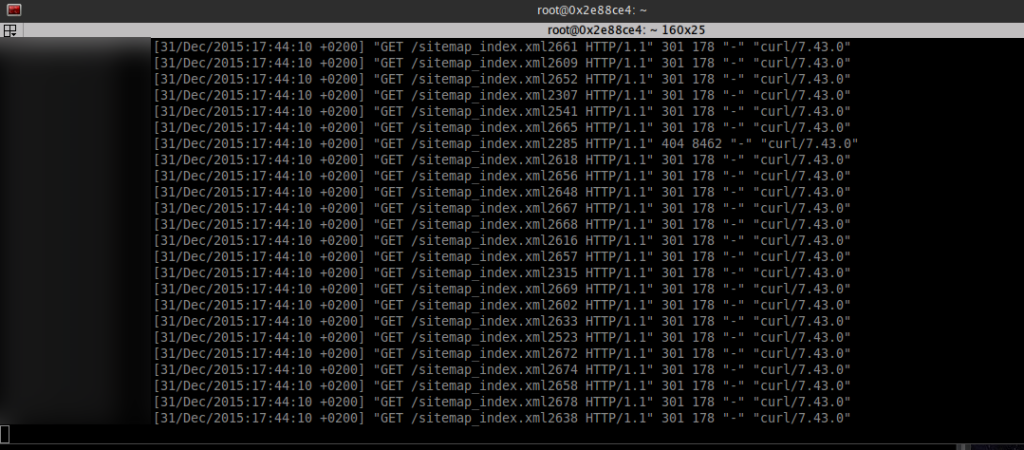 root@0x2e88ce4: ~
root@0x2e88ce4: ~ 160x25
[31/Dec/2015:17:44:10 +0200] "GET /sitemap_index.xml2661 HTTP/1.1" 301 178 "-" "curl/7.43.0"
[31/Dec/2015:17:44:10 +0200] "GET /sitemap_index.xml2609 HTTP/1.1" 301 178 "-" "curl/7.43.0"
[31/Dec/2015:17:44:10 +0200] "GET /sitemap_index.xml2652 HTTP/1.1" 301 178 "-" "curl/7.43.0"
[31/Dec/2015:17:44:10 +0200] "GET /sitemap_index.xml2307 HTTP/1.1" 301 178 "-" "curl/7.43.0"
[31/Dec/2015:17:44:10 +0200] "GET /sitemap_index.xml2541 HTTP/1.1" 301 178 "-" "curl/7.43.0"
[31/Dec/2015:17:44:10 +0200] "GET /sitemap_index.xml2665 HTTP/1.1" 301 178 "-" "curl/7.43.0"
[31/Dec/2015:17:44:10 +0200] "GET /sitemap_index.xml2285 HTTP/1.1" 404 8462 "-" "curl/7.43.0"
[31/Dec/2015:17:44:10 +0200] "GET /sitemap_index.xml2618 HTTP/1.1" 301 178 "-" "curl/7.43.0"
[31/Dec/2015:17:44:10 +0200] "GET /sitemap_index.xml2656 HTTP/1.1" 301 178 "-" "curl/7.43.0"
[31/Dec/2015:17:44:10 +0200] "GET /sitemap_index.xml2648 HTTP/1.1" 301 178 "-" "curl/7.43.0"
[31/Dec/2015:17:44:10 +0200] "GET /sitemap_index.xml2667 HTTP/1.1" 301 178 "-" "curl/7.43.0"
[31/Dec/2015:17:44:10 +0200] "GET /sitemap_index.xml2668 HTTP/1.1" 301 178 "-" "curl/7.43.0"
[31/Dec/2015:17:44:10 +0200] "GET /sitemap_index.xml2616 HTTP/1.1" 301 178 "-" "curl/7.43.0"
[31/Dec/2015:17:44:10 +0200] "GET /sitemap_index.xml2657 HTTP/1.1" 301 178 "-" "curl/7.43.0"
[31/Dec/2015:17:44:10 +0200] "GET /sitemap_index.xml2315 HTTP/1.1" 301 178 "-" "curl/7.43.0"
[31/Dec/2015:17:44:10 +0200] "GET /sitemap_index.xml2669 HTTP/1.1" 301 178 "-" "curl/7.43.0"
[31/Dec/2015:17:44:10 +0200] "GET /sitemap_index.xml2602 HTTP/1.1" 301 178 "-" "curl/7.43.0"
[31/Dec/2015:17:44:10 +0200] "GET /sitemap_index.xml2633 HTTP/1.1" 301 178 "-" "curl/7.43.0"
[31/Dec/2015:17:44:10 +0200] "GET /sitemap_index.xml2523 HTTP/1.1" 301 178 "-" "curl/7.43.0"
[31/Dec/2015:17:44:10 +0200] "GET /sitemap_index.xml2672 HTTP/1.1" 301 178 "-" "curl/7.43.0"
[31/Dec/2015:17:44:10 +0200] "GET /sitemap_index.xml2674 HTTP/1.1" 301 178 "-" "curl/7.43.0"
[31/Dec/2015:17:44:10 +0200] "GET /sitemap_index.xml2658 HTTP/1.1" 301 178 "-" "curl/7.43.0"
[31/Dec/2015:17:44:10 +0200] "GET /sitemap_index.xml2678 HTTP/1.1" 301 178 "-" "curl/7.43.0"
[31/Dec/2015:17:44:10 +0200] "GET /sitemap_index.xml2638 HTTP/1.1" 301 178 "-" "curl/7.43.0"